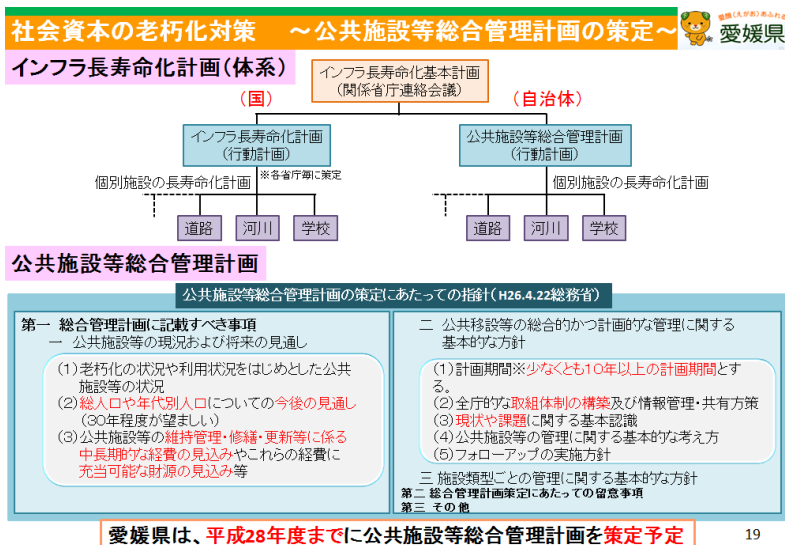 社会資本の老朽化対策　～公共施設等総合管理計画の策定～
愛顔(えがお)あふれる
愛媛県
インフラ長寿命化計画(体系)
インフラ長寿命化基本計画
(関係省庁連絡会議)
(国)
(自治体)
インフラ長寿命化計画
(行動計画)
公共施設等総合管理計画
(行動計画)
個別施設の長寿命化計画
※各省庁毎に策定
個別施設の長寿命化計画
道路
河川
学校
道路
河川
学校
公共施設等総合管理計画
公共施設等総合管理計画の策定にあたっての指針(H26.4.22総務省)
第一　総合管理計画に記載すべき事項
一　公共施設等の現況および将来の見通し
(1)老朽化の状況や利用状況をはじめとした公共
施設等の状況
(2)総人口や年代別人口についての今後の見通し
(30年程度が望ましい)
(3)公共施設等の維持管理・修繕・更新等に係る
中長期的な経費の見込みやこれらの経費に
充当可能な財源の見込み等
二　公共移設等の総合的かつ計画的な管理に関する
基本的な方針
(1)計画期間※少なくとも10年以上の計画期間とす
る。
(2)全庁的な取組体制の構築及び情報管理・共有方策
(3)現状や課題に関する基本認識
(4)公共施設等の管理に関する基本的な考え方
(5)フォローアップの実施方針
三 施設類型ごとの管理に関する基本的な方針
第二 総合管理計画策定にあたっての留意事項
第三 その他
愛媛県は、平成28年度までに公共施設等総合管理計画を策定予定
19